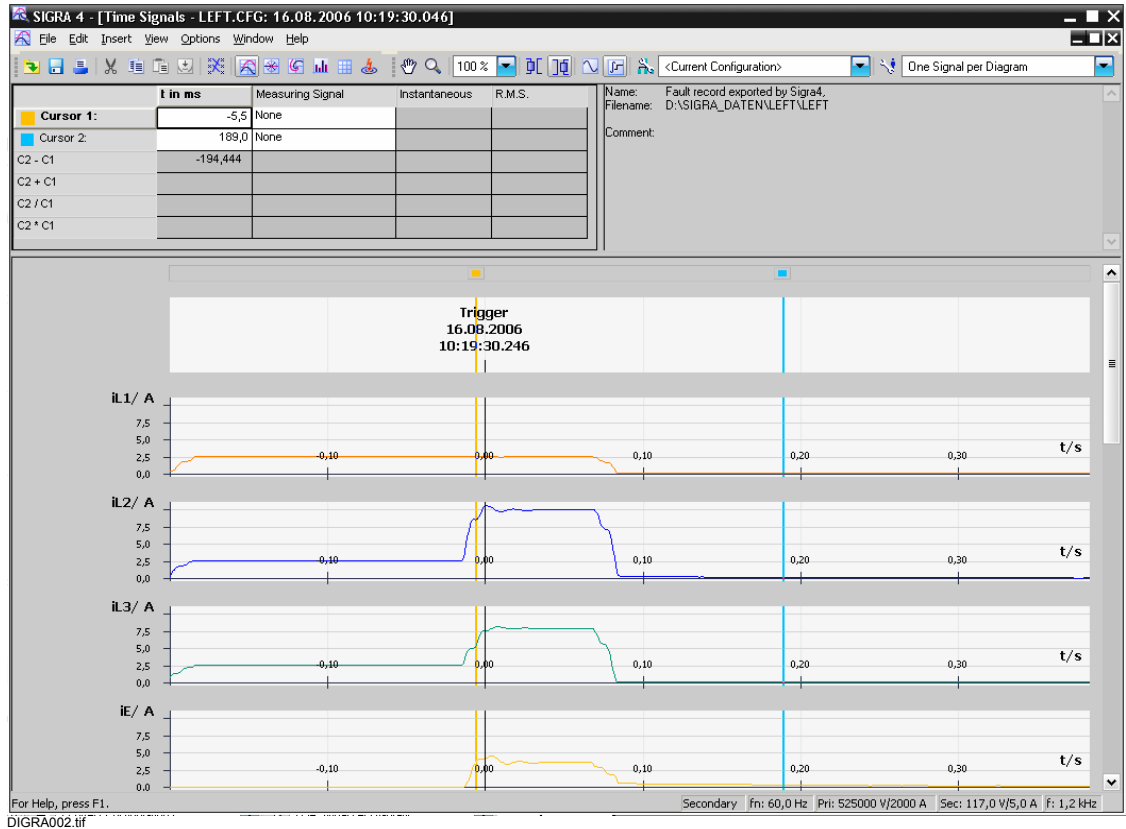 SIGRA 4 - [Time Signals - LEFT.CFG: 16.08.2006 10:19:30.046]
File Edit Insert View Options Window Help
100 % <Current Configuration> One Signal per Diagram
t in ms Measuring Signal Instantaneous R.M.S.
Cursor 1: -5,5 None
Cursor 2: 189,0 None
C2 - C1 -194,444
C2 + C1
C2 / C1
C2 * C1
Name: Fault record exported by Sigra4,
Filename: D:\SIGRA_DATEN\LEFT\LEFT
Comment:
Trigger
16.08.2006
10:19:30.246
iL1/ A
7,5
5,0
2,5
0,0
-0,10 0,00 0,10 0,20 0,30
t/s
iL2/ A
7,5
5,0
2,5
0,0
-0,10 0,00 0,10 0,20 0,30
t/s
iL3/ A
7,5
5,0
2,5
0,0
-0,10 0,00 0,10 0,20 0,30
t/s
iE/ A
7,5
5,0
2,5
0,0
-0,10 0,00 0,10 0,20 0,30
t/s
For Help, press F1.
Secondary fn: 60,0 Hz Pri: 525000 V/2000 A Sec: 117,0 V/5,0 A f: 1,2 kHz
DIGRA002.tif